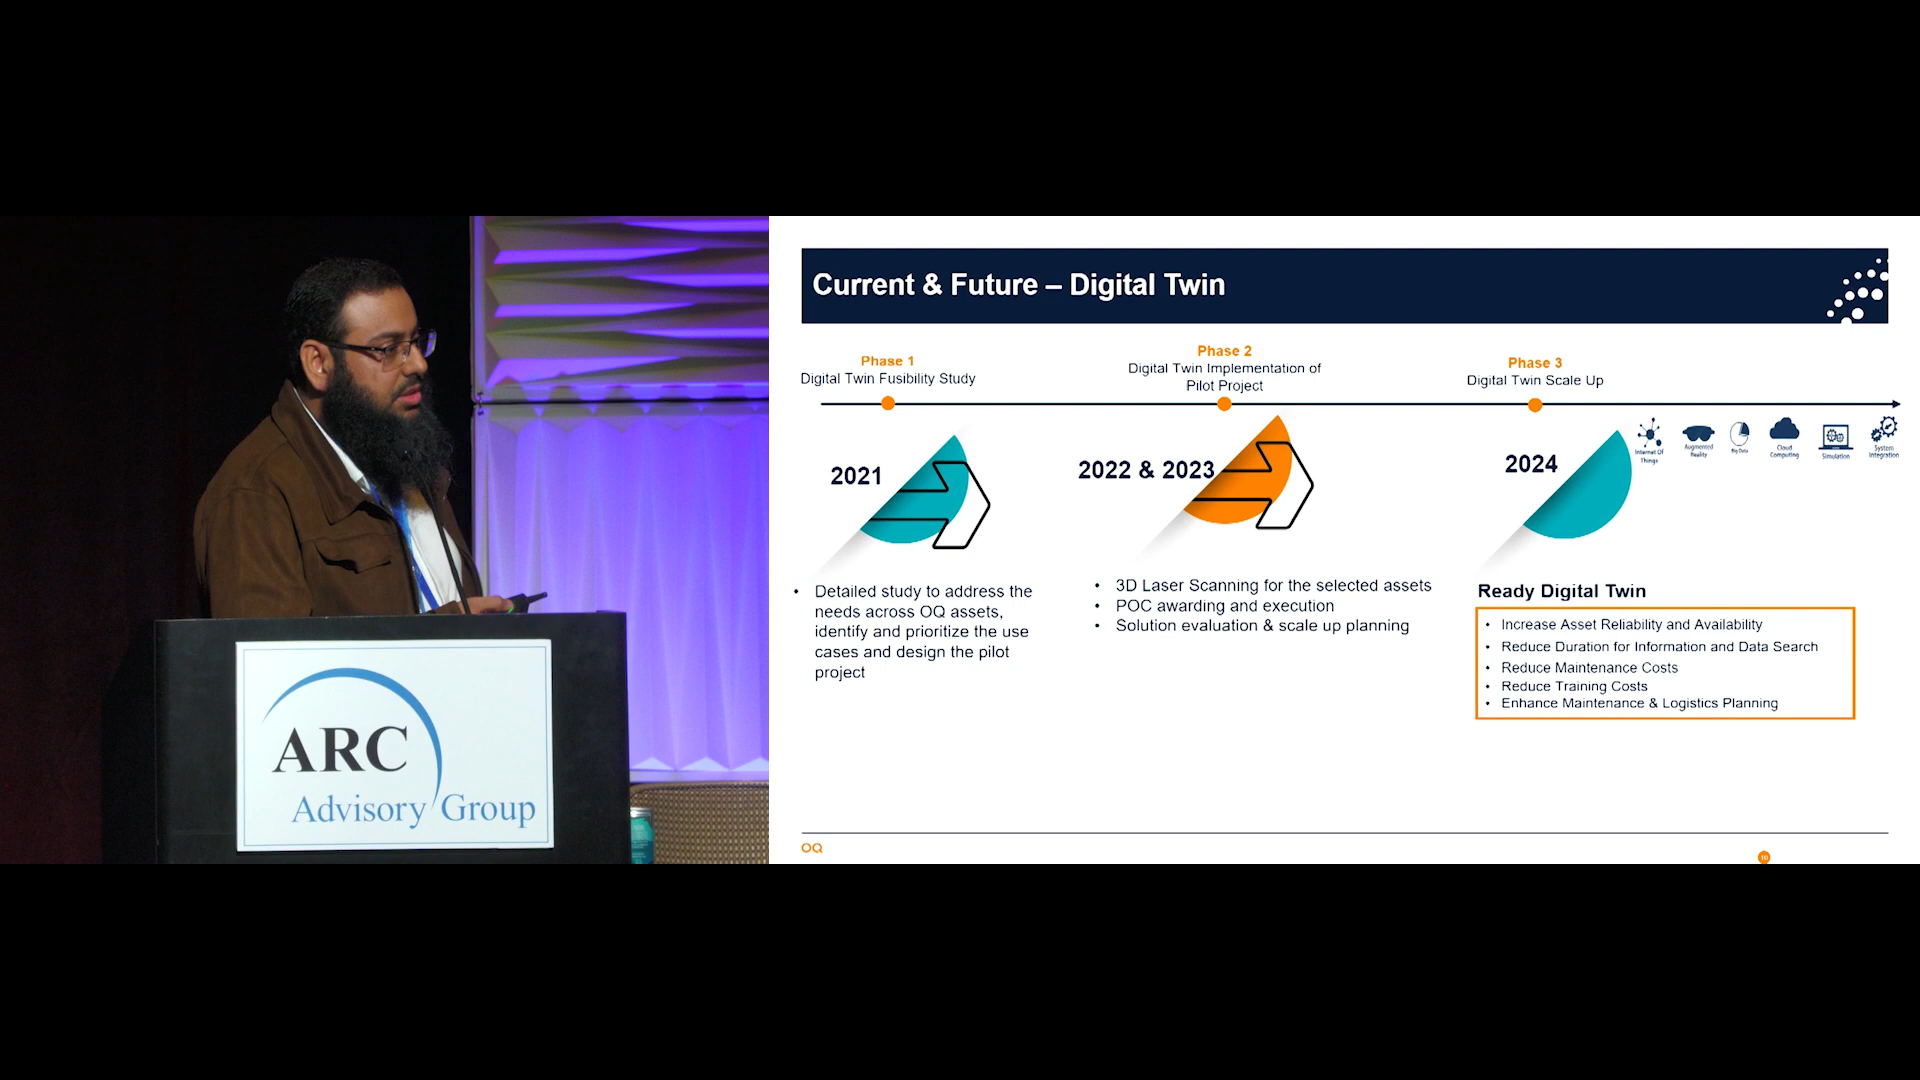 Current & Future – Digital Twin
Phase 1
Digital Twin Fusibility Study
Phase 2
Digital Twin Implementation of
Pilot Project
Phase 3
Digital Twin Scale Up
2021
2022 & 2023
2024
Internet Of
Things
Augmented
Reality
Big Data
Cloud
Computing
Simulation
System
Integration
• Detailed study to address the
needs across OQ assets,
identify and prioritize the use
cases and design the pilot
project
• 3D Laser Scanning for the selected assets
• POC awarding and execution
• Solution evaluation & scale up planning
Ready Digital Twin
• Increase Asset Reliability and Availability
• Reduce Duration for Information and Data Search
• Reduce Maintenance Costs
• Reduce Training Costs
• Enhance Maintenance & Logistics Planning
OQ
ARC
Advisory Group